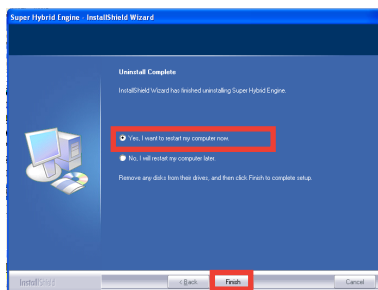 Super Hybrid Engine - InstallShield Wizard
Uninstall Complete
InstallShield Wizard has finished uninstalling Super Hybrid Engine.
Yes, I want to restart my computer now.
No, I will restart my computer later.
Remove any disks from their drives, and then click Finish to complete setup.
InstallShield
< Back
Finish
Cancel